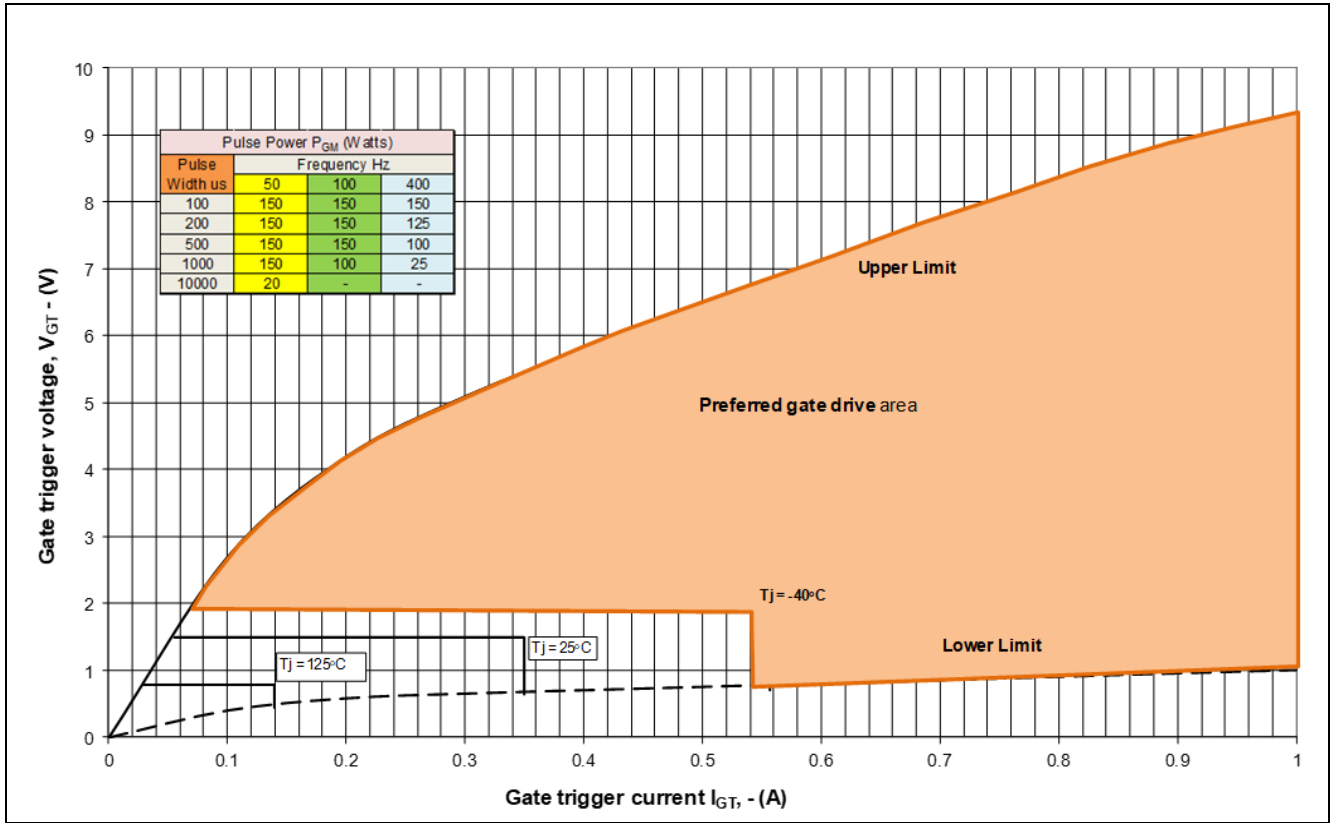 Pulse Power PGM (Watts)
Pulse Width us
Frequency Hz
50 100 400
100 150 150 150
200 150 150 125
500 150 150 100
1000 150 100 25
10000 20 - -
10
9
8
7
6
5
4
3
2
1
0
Gate trigger voltage, VGT - (V)
Upper Limit
Preferred gate drive area
Tj = -40°C
Lower Limit
Tj = 25°C
Tj = 125°C
0 0.1 0.2 0.3 0.4 0.5 0.6 0.7 0.8 0.9 1
Gate trigger current IGT, - (A)